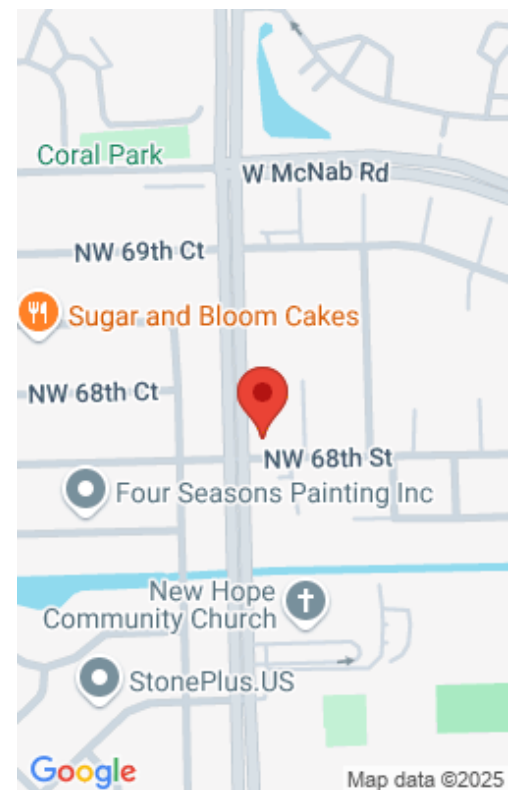 Coral Park
W McNab Rd
NW 69th Ct
Sugar and Bloom Cakes
NW 68th Ct
NW 68th St
Four Seasons Painting Inc
New Hope
Community Church
StonePlus.US
Google
Map data ©2025